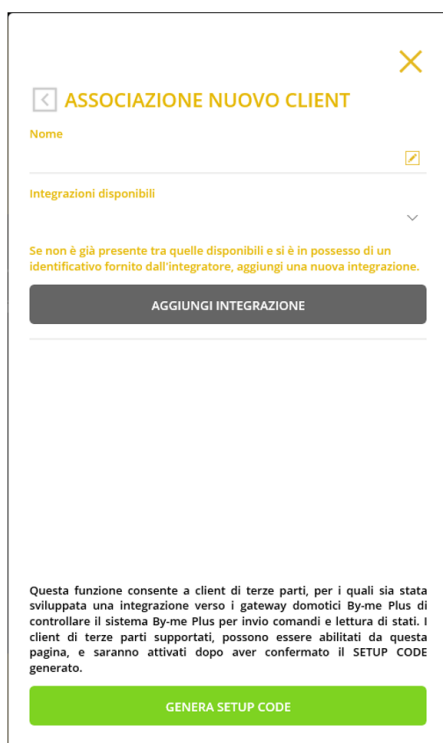 ASSOCIAZIONE NUOVO CLIENT
Nome
Integrazioni disponibili
Se non è già presente tra quelle disponibili e si è in possesso di un
identificativo fornito dall'integratore, aggiungi una nuova integrazione.
AGGIUNGI INTEGRAZIONE
Questa funzione consente a client di terze parti, per i quali sia stata
sviluppata una integrazione verso i gateway domotici By-me Plus di
controllare il sistema By-me Plus per invio comandi e lettura di stati. I
client di terze parti supportati, possono essere abilitati da questa
pagina, e saranno attivati dopo aver confermato il SETUP CODE
generato.
GENERA SETUP CODE